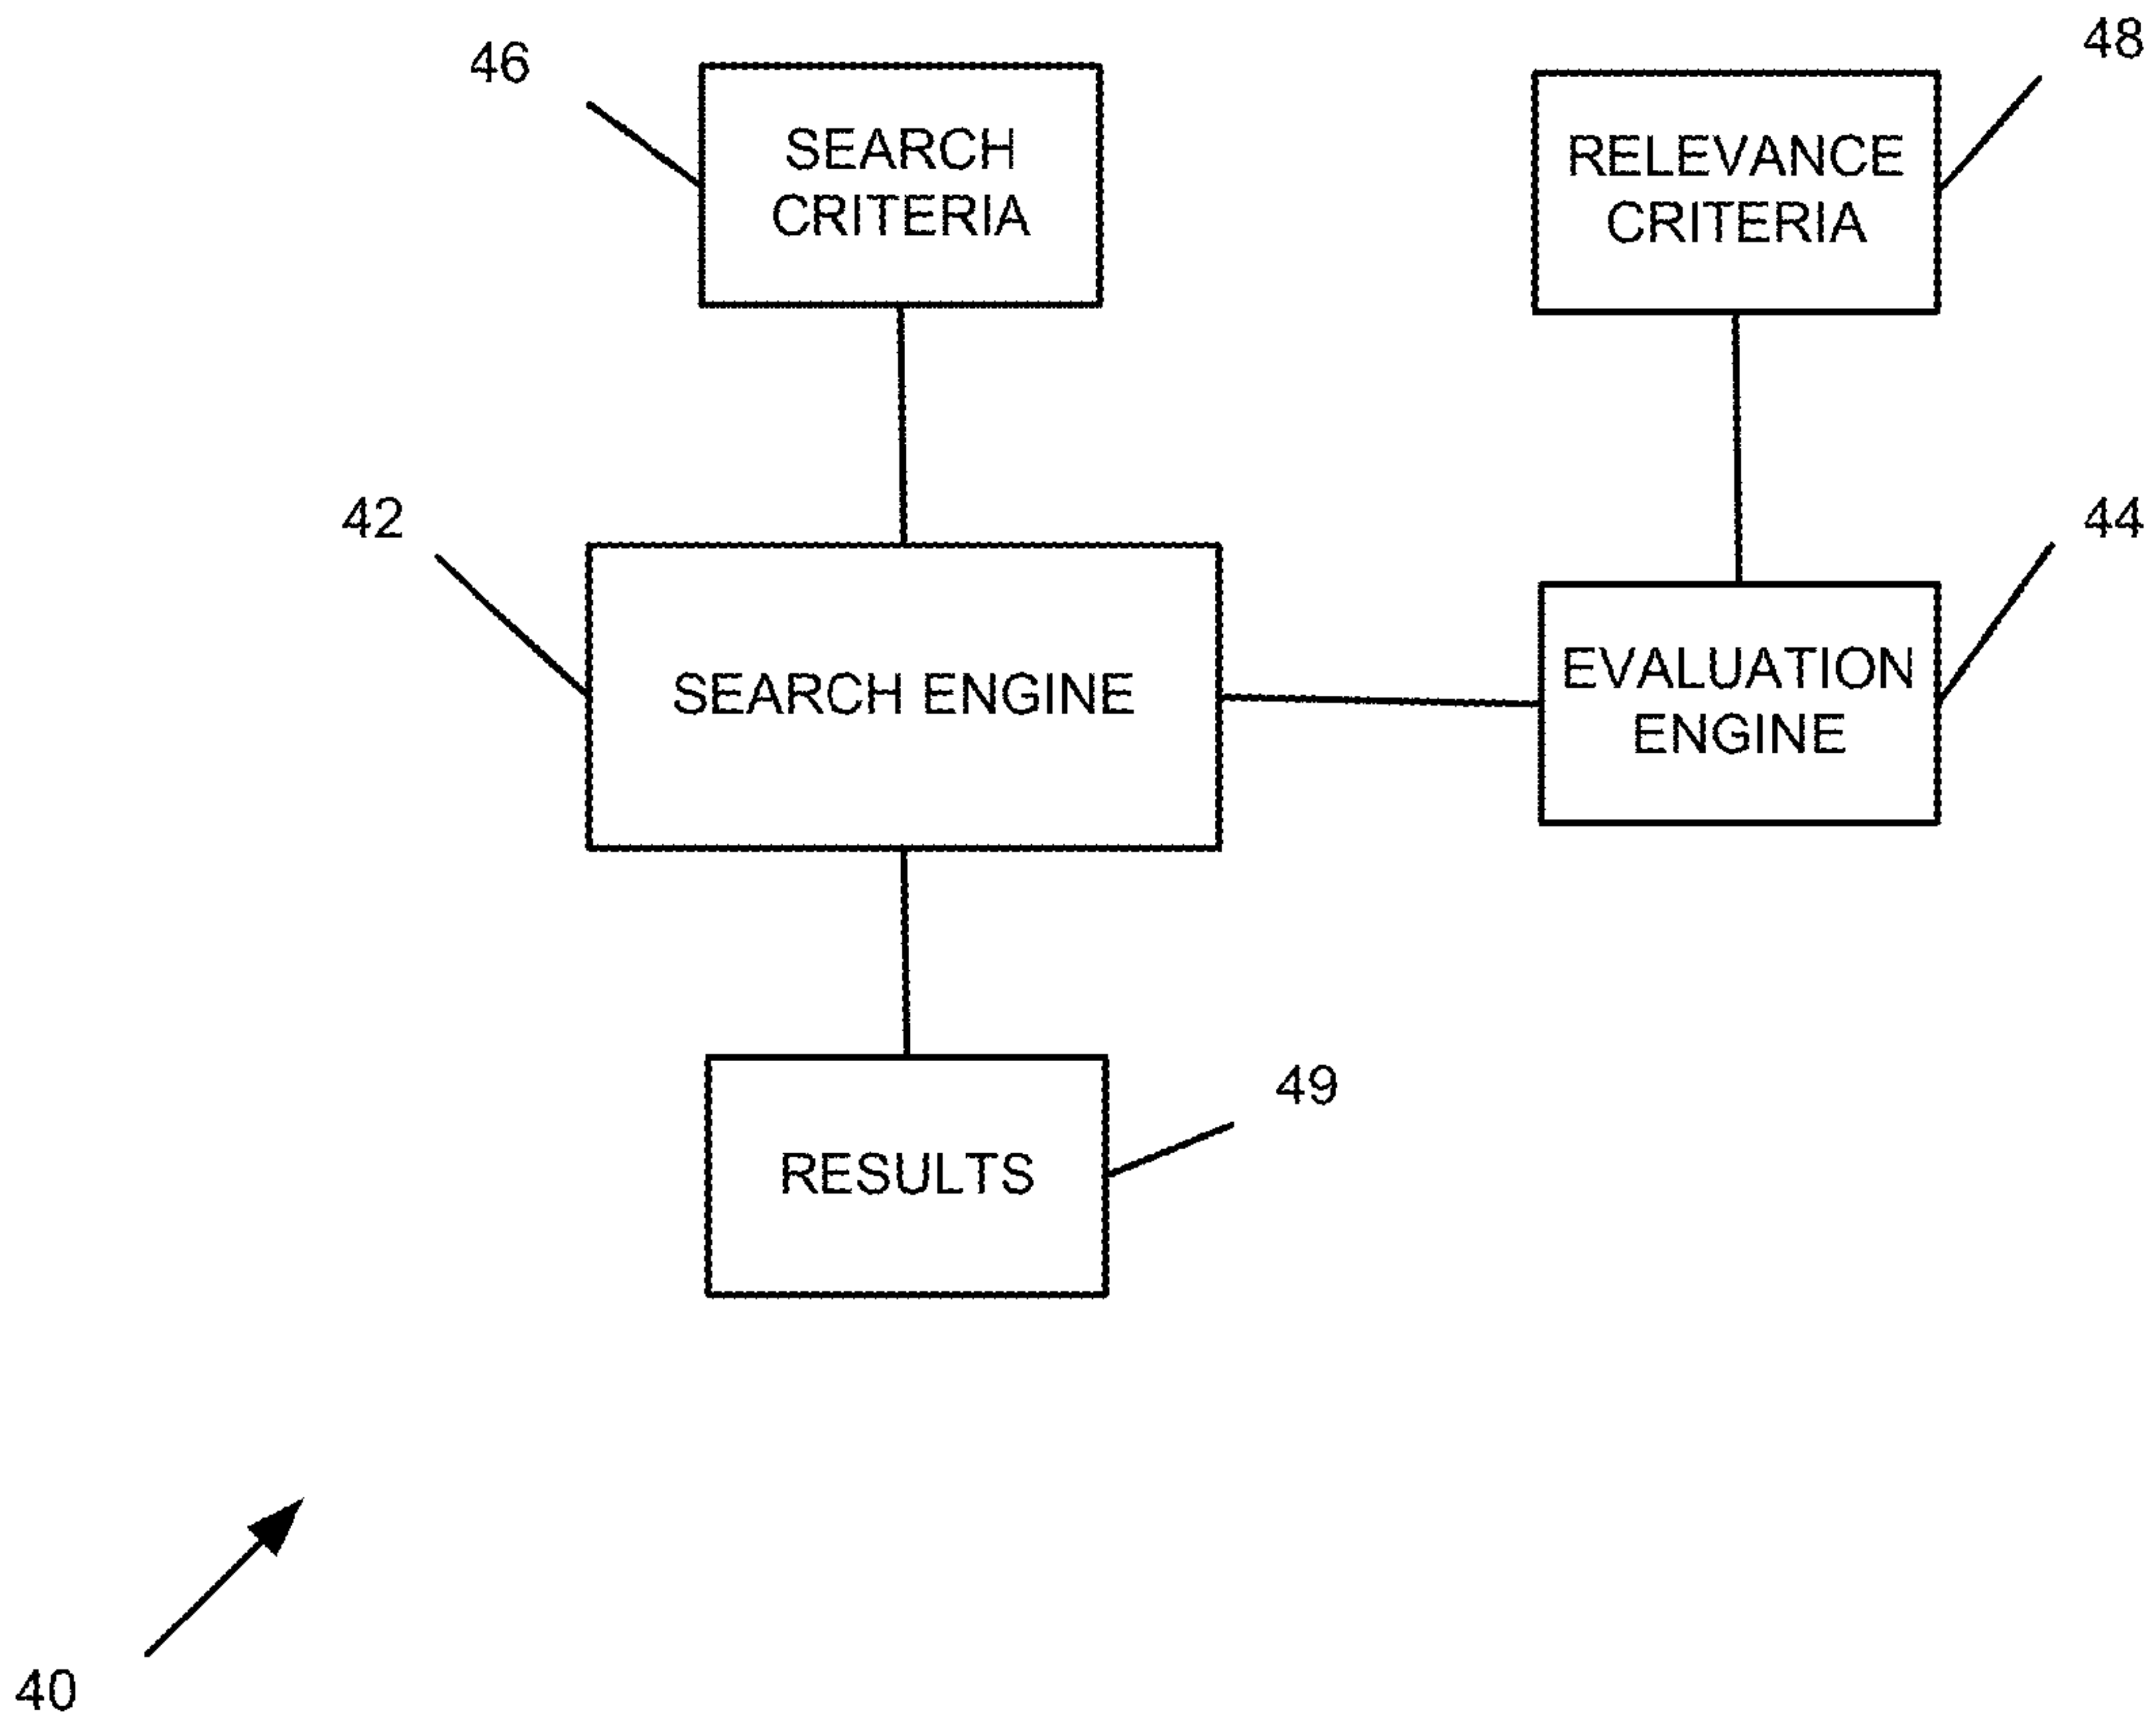 46
48
SEARCH
CRITERIA
RELEVANCE
CRITERIA
42
44
SEARCH ENGINE
EVALUATION
ENGINE
49
RESULTS
40